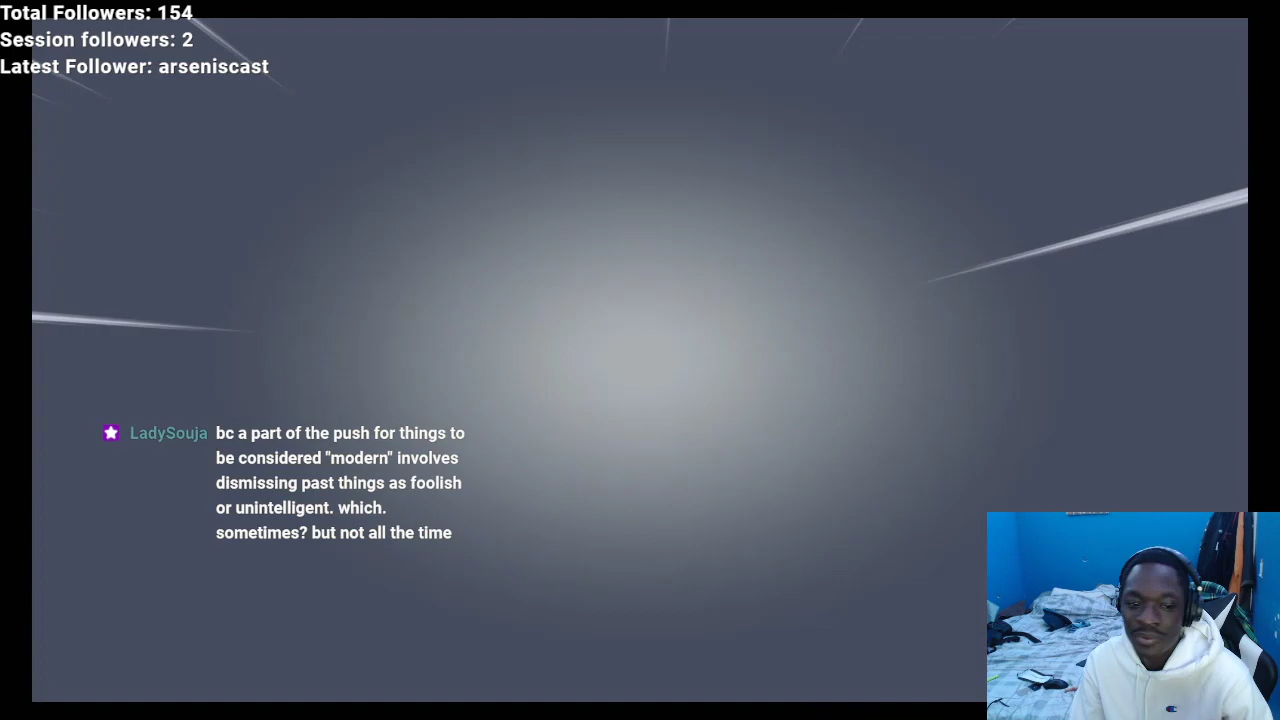 Total Followers: 154
Session followers: 2
Latest Follower: arseniscast
LadySouja bc a part of the push for things to
be considered "modern" involves
dismissing past things as foolish
or unintelligent. which.
sometimes? but not all the time